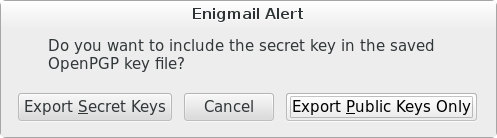 Enigmail Alert
Do you want to include the secret key in the saved
OpenPGP key file?
Export Secret Keys
Cancel
Export Public Keys Only